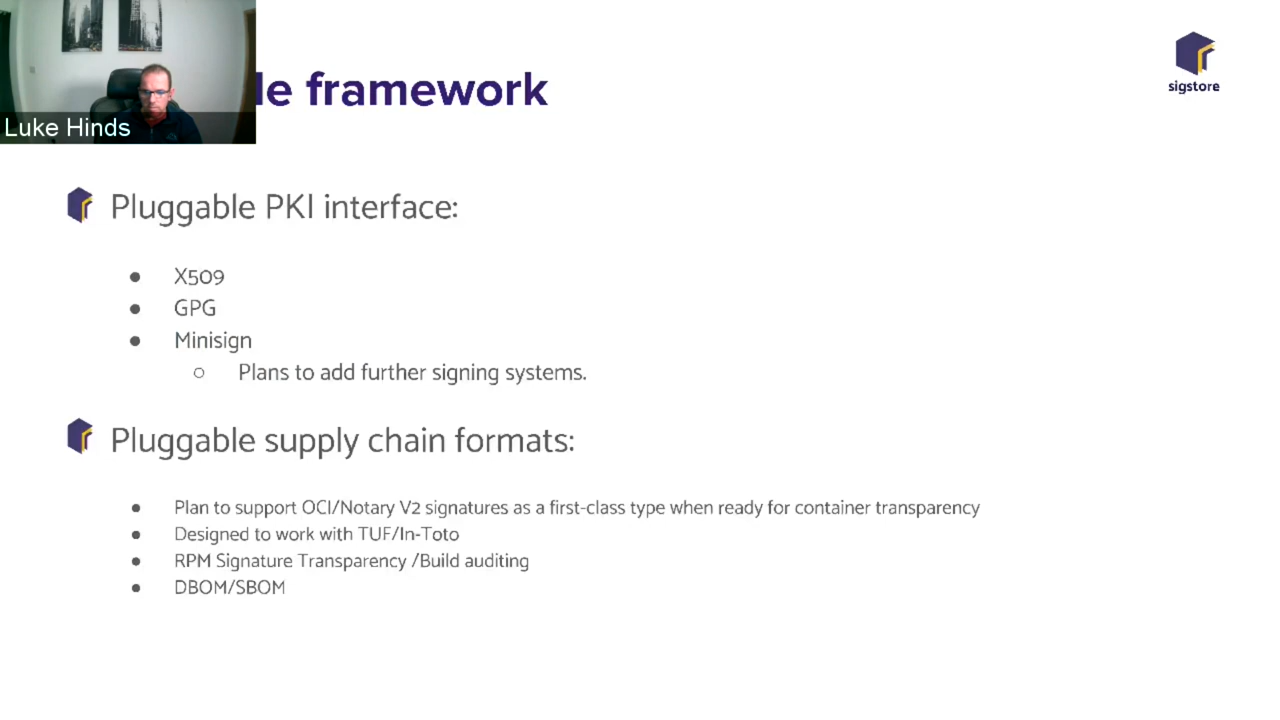 framework
sigstore
Luke Hinds
Pluggable PKI interface:
X509
GPG
Minisign
Plans to add further signing systems.
Pluggable supply chain formats:
Plan to support OCI/Notary V2 signatures as a first-class type when ready for container transparency
Designed to work with TUF/In-Toto
RPM Signature Transparency /Build auditing
DBOM/SBOM